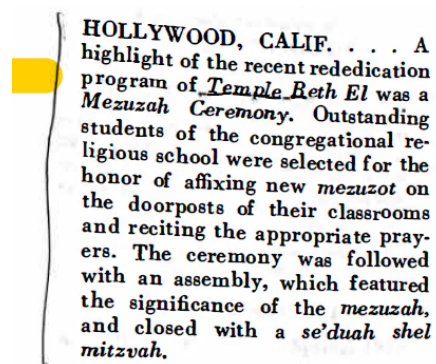 HOLLYWOOD, CALIF. . . . A
highlight of the recent rededication
program of Temple Beth El was a
Mezuzah Ceremony. Outstanding
students of the congregational re-
ligious school were selected for the
honor of affixing new mezuzot on
the doorposts of their classrooms
and reciting the appropriate pray-
ers. The ceremony was followed
with an assembly, which featured
the significance of the mezuzah,
and closed with a se'duah shel
mitzvah.